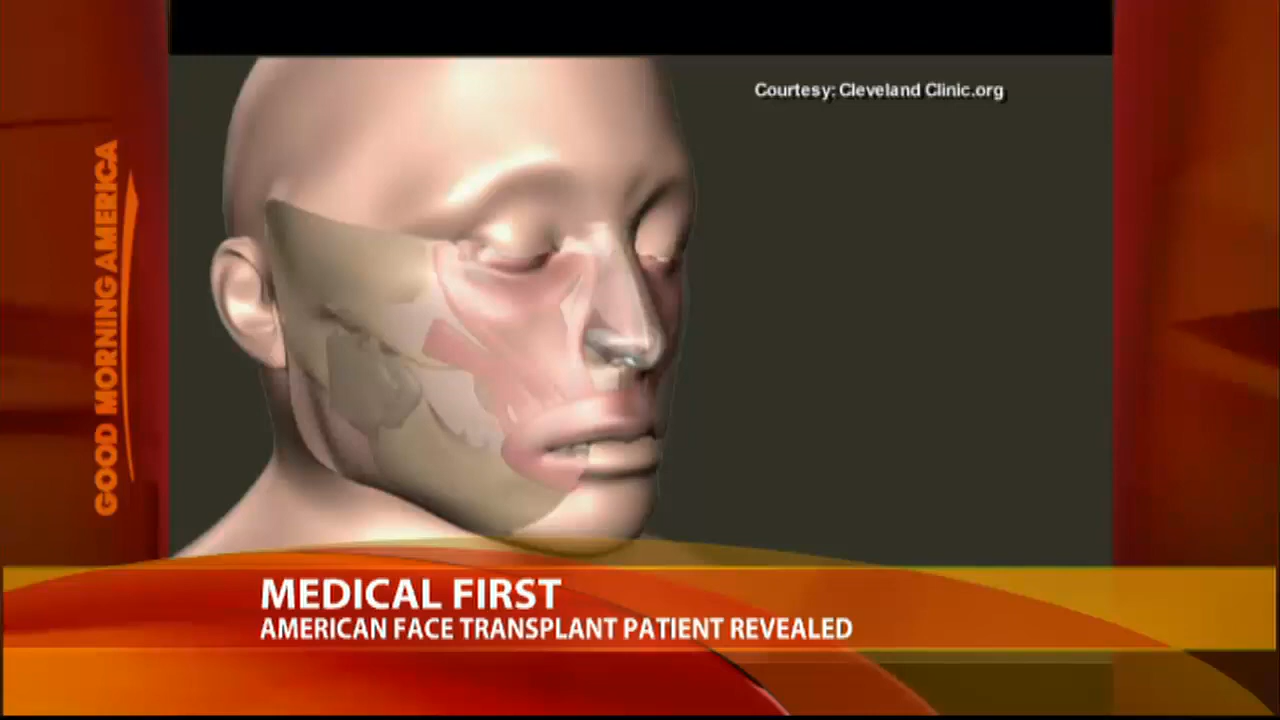 Courtesy: Cleveland Clinic.org
GOOD MORNING AMERICA
MEDICAL FIRST
AMERICAN FACE TRANSPLANT PATIENT REVEALED